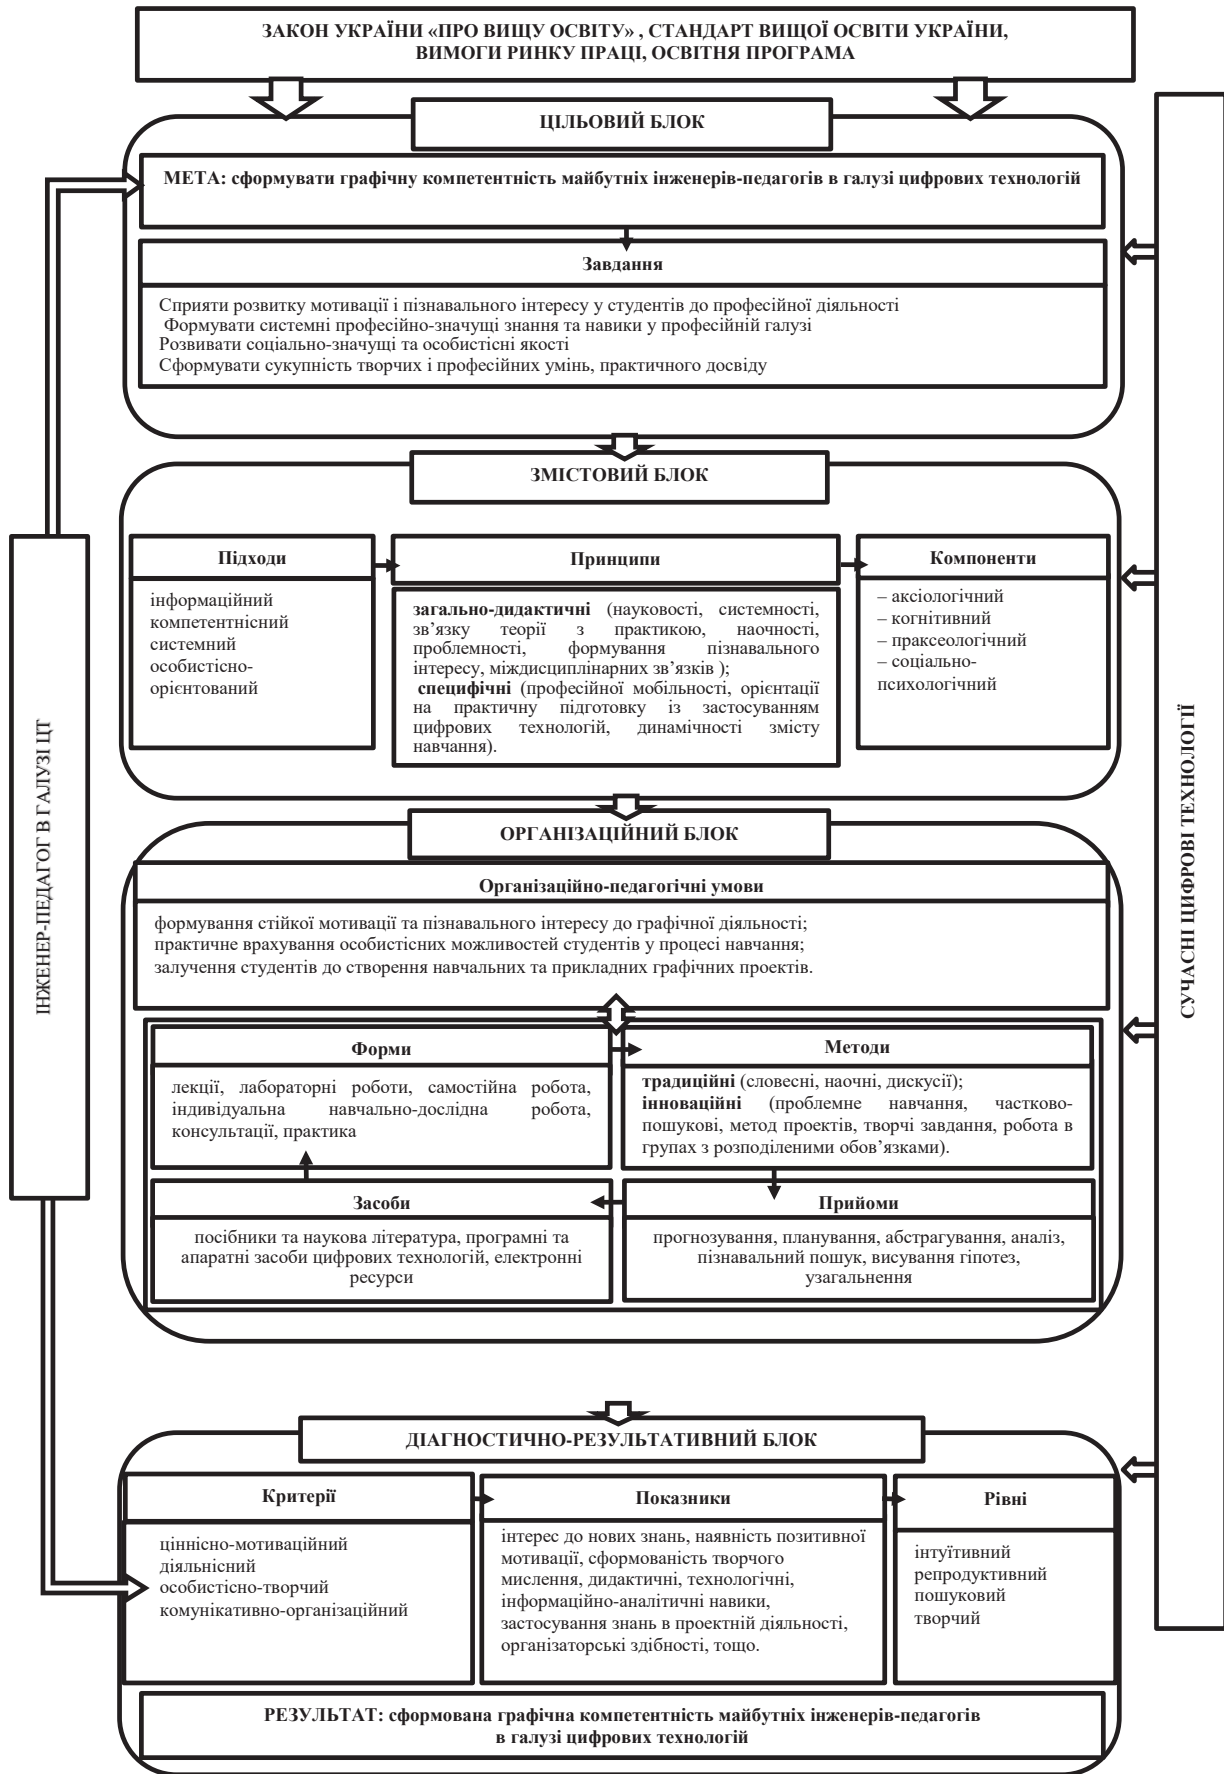 ЗАКОН УКРАЇНИ «ПРО ВИЩУ ОСВІТУ» , СТАНДАРТ ВИЩОЇ ОСВІТИ УКРАЇНИ,
ВИМОГИ РИНКУ ПРАЦІ, ОСВІТНЯ ПРОГРАМА
ЦІЛЬОВИЙ БЛОК
МЕТА: сформувати графічну компетентність майбутніх інженерів-педагогів в галузі цифрових технологій
Завдання
Сприяти розвитку мотивації і пізнавального інтересу у студентів до професійної діяльності
Формувати системні професійно-значущі знання та навики у професійній галузі
Розвивати соціально-значущі та особистісні якості
Сформувати сукупність творчих і професійних умінь, практичного досвіду
ЗМІСТОВИЙ БЛОК
Підходи
інформаційний
компетентнісний
системний
особистісно-
орієнтований
Принципи
загально-дидактичні (науковості, системності,
зв’язку теорії з практикою, наочності,
проблемності, формування пізнавального
інтересу, міждисциплінарних зв’язків );
специфічні (професійної мобільності, орієнтації
на практичну підготовку із застосуванням
цифрових технологій, динамічності змісту
навчання).
Компоненти
– аксіологічний
– когнітивний
– праксеологічний
– соціально-
психологічний
ІНЖЕНЕР-ПЕДАГОГ В ГАЛУЗІ ЦТ
СУЧАСНІ ЦИФРОВІ ТЕХНОЛОГІЇ
ОРГАНІЗАЦІЙНИЙ БЛОК
Організаційно-педагогічні умови
формування стійкої мотивації та пізнавального інтересу до графічної діяльності;
практичне врахування особистісних можливостей студентів у процесі навчання;
залучення студентів до створення навчальних та прикладних графічних проектів.
Форми
лекції, лабораторні роботи, самостійна робота,
індивідуальна навчально-дослідна робота,
консультації, практика
Методи
традиційні (словесні, наочні, дискусії);
інноваційні (проблемне навчання, частково-
пошукові, метод проектів, творчі завдання, робота в
групах з розподіленими обов’язками).
Засоби
посібники та наукова література, програмні та
апаратні засоби цифрових технологій, електронні
ресурси
Прийоми
прогнозування, планування, абстрагування, аналіз,
пізнавальний пошук, висування гіпотез,
узагальнення
ДІАГНОСТИЧНО-РЕЗУЛЬТАТИВНИЙ БЛОК
Критерії
ціннісно-мотиваційний
діяльнісний
особистісно-творчий
комунікативно-організаційний
Показники
інтерес до нових знань, наявність позитивної
мотивації, сформованість творчого
мислення, дидактичні, технологічні,
інформаційно-аналітичні навики,
застосування знань в проектній діяльності,
організаторські здібності, тощо.
Рівні
інтуїтивний
репродуктивний
пошуковий
творчий
РЕЗУЛЬТАТ: сформована графічна компетентність майбутніх інженерів-педагогів
в галузі цифрових технологій